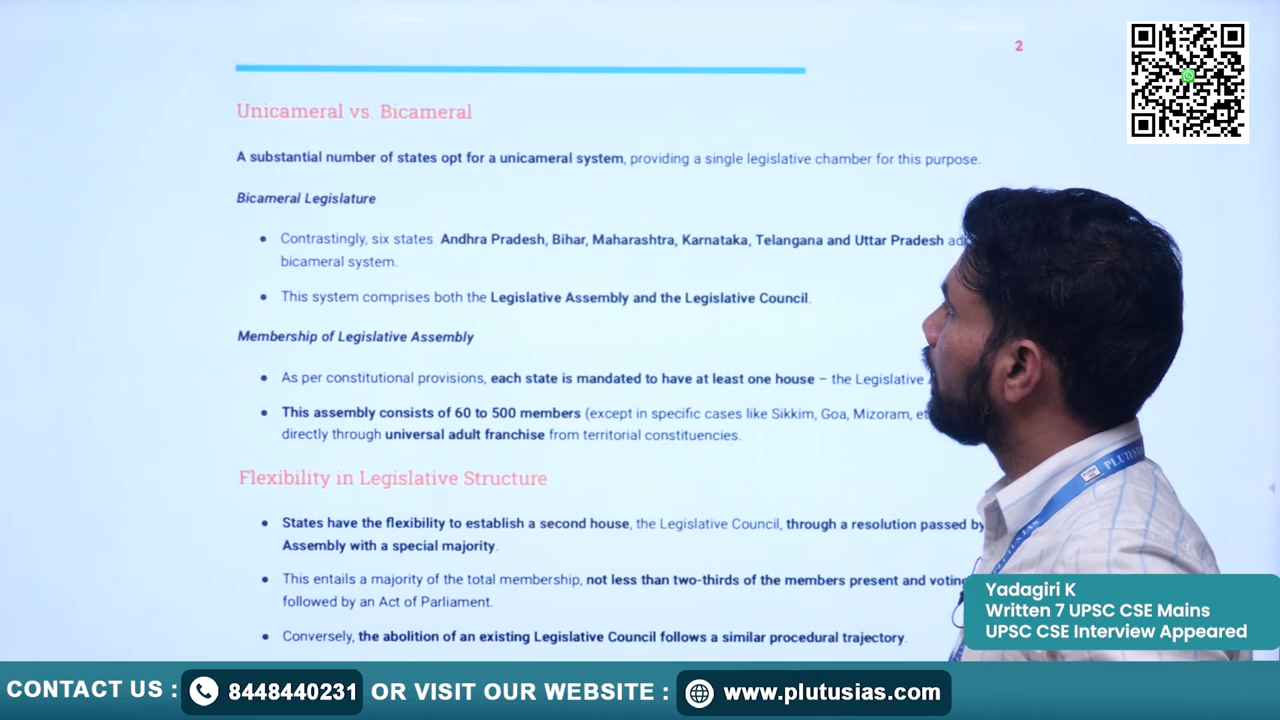 2
Unicameral vs. Bicameral
A substantial number of states opt for a unicameral system, providing a single legislative chamber for this purpose.
Bicameral Legislature
• Contrastingly, six states Andhra Pradesh, Bihar, Maharashtra, Karnataka, Telangana and Uttar Pradesh
bicameral system.
• This system comprises both the Legislative Assembly and the Legislative Council.
Membership of Legislative Assembly
• As per constitutional provisions, each state is mandated to have at least one house – the Legislative
• This assembly consists of 60 to 500 members (except in specific cases like Sikkim, Goa, Mizoram,
directly through universal adult franchise from territorial constituencies.
Flexibility in Legislative Structure
• States have the flexibility to establish a second house, the Legislative Council, through a resolution passed by
Assembly with a special majority.
• This entails a majority of the total membership, not less than two-thirds of the members present and voting
followed by an Act of Parliament.
• Conversely, the abolition of an existing Legislative Council follows a similar procedural trajectory.
PLUTUS IAS
Yadagiri K
Written 7 UPSC CSE Mains
UPSC CSE Interview Appeared
CONTACT US : 8448440231 OR VISIT OUR WEBSITE : www.plutusias.com